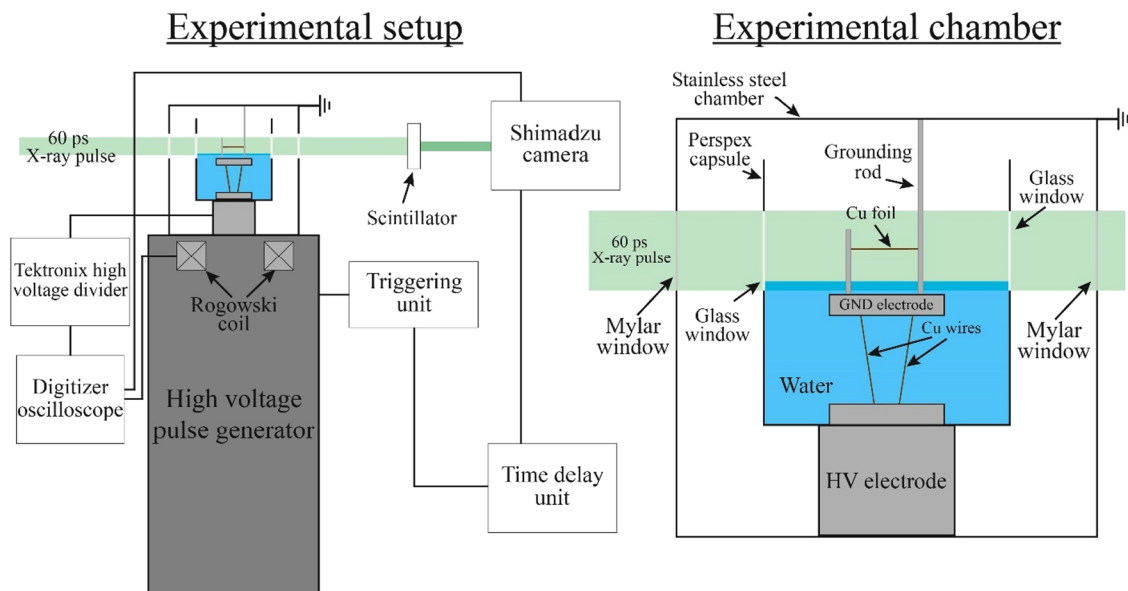 Experimental setup
60 ps
X-ray pulse
Shimadzu
camera
Scintillator
Tektronix high
voltage divider
Rogowski
coil
Triggering
unit
Digitizer
oscilloscope
High voltage
pulse generator
Time delay
unit
Experimental chamber
Stainless steel
chamber
Perspex
capsule
Grounding
rod
Glass
window
Cu foil
60 ps
X-ray pulse
GND electrode
Mylar
window
Glass
window
Cu wires
Mylar
window
Water
HV electrode